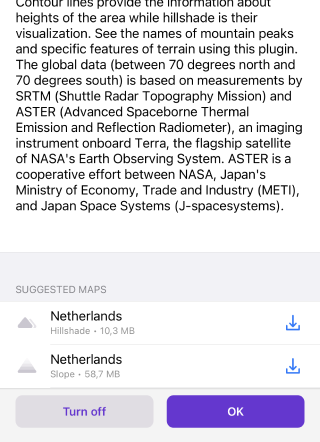 Contour lines provide the information about
heights of the area while hillshade is their
visualization. See the names of mountain peaks
and specific features of terrain using this plugin.
The global data (between 70 degrees north and
70 degrees south) is based on measurements by
SRTM (Shuttle Radar Topography Mission) and
ASTER (Advanced Spaceborne Thermal
Emission and Reflection Radiometer), an imaging
instrument onboard Terra, the flagship satellite
of NASA's Earth Observing System. ASTER is a
cooperative effort between NASA, Japan's
Ministry of Economy, Trade and Industry (METI),
and Japan Space Systems (J-spacesystems).
SUGGESTED MAPS
Netherlands
Hillshade • 10,3 MB
Netherlands
Slope • 58,7 MB
Turn off
OK